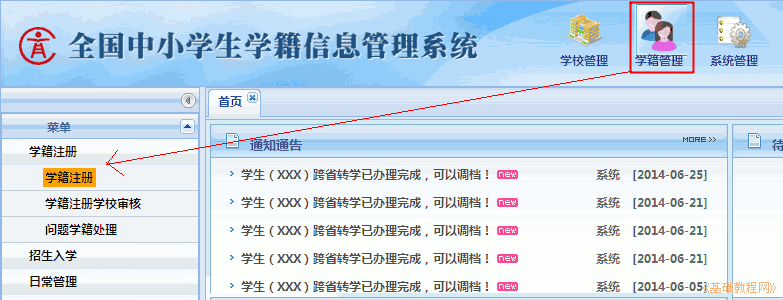 全国中小学生学籍信息管理系统
学校管理
学籍管理
系统管理
菜单
学籍注册
学籍注册
学籍注册学校审核
问题学籍处理
招生入学
日常管理
首页
通知通告
MORE >>
待
学生（XXX）跨省转学已办理完成，可以调档！ new 系统 [2014-06-25]
学生（XXX）跨省转学已办理完成，可以调档！ new 系统 [2014-06-21]
学生（XXX）跨省转学已办理完成，可以调档！ new 系统 [2014-06-21]
学生（XXX）跨省转学已办理完成，可以调档！ new 系统 [2014-06-21]
学生（XXX）跨省转学已办理完成，可以调档！ new 系统 [2014-06-05]
《基础教程网》